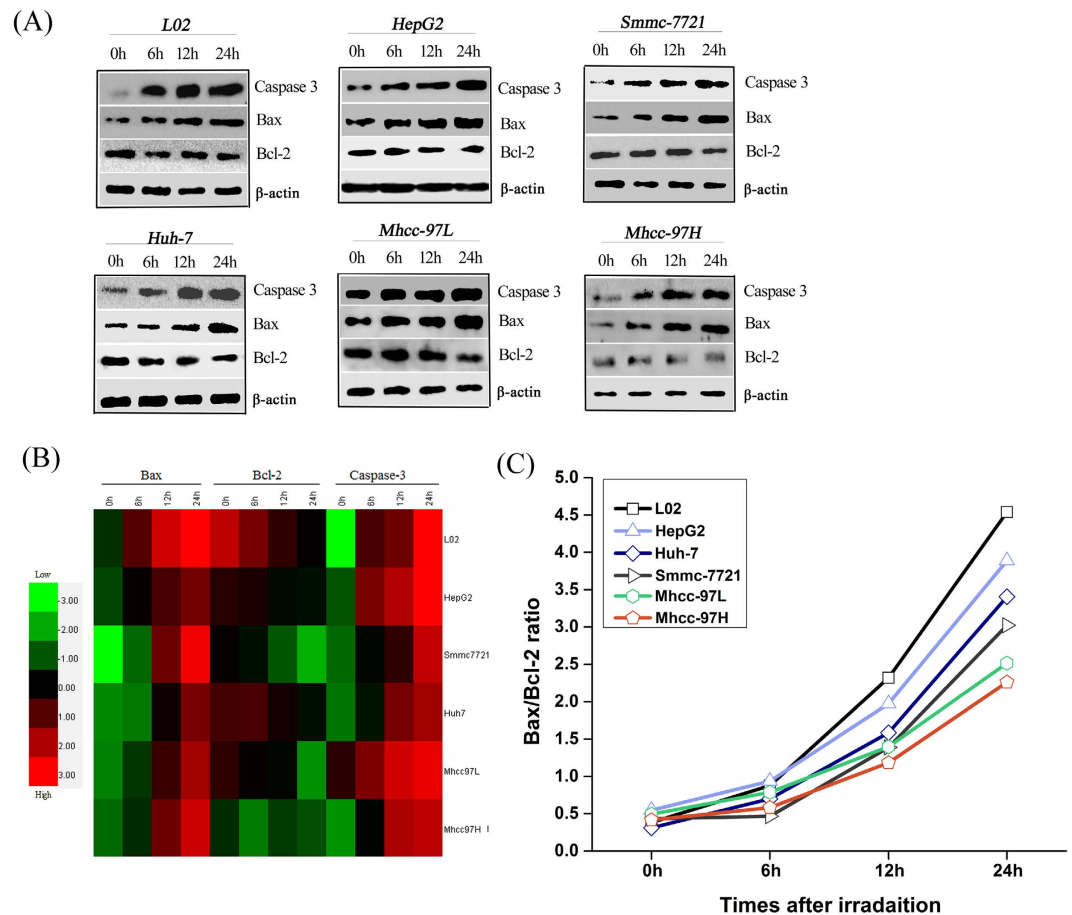 (A)
L02
HepG2
Smmc-7721
0h 6h 12h 24h
0h 6h 12h 24h
0h 6h 12h 24h
Caspase 3
Caspase 3
Caspase 3
Bax
Bax
Bax
Bcl-2
Bcl-2
Bcl-2
β-actin
β-actin
β-actin
Huh-7
Mhcc-97L
Mhcc-97H
0h 6h 12h 24h
0h 6h 12h 24h
0h 6h 12h 24h
Caspase 3
Caspase 3
Caspase 3
Bax
Bax
Bax
Bcl-2
Bcl-2
Bcl-2
β-actin
β-actin
β-actin
(B)
Bax Bcl-2 Caspase-3
0h 6h 12h 24h 0h 6h 12h 24h 0h 6h 12h 24h
L02
HepG2
Smmc7721
Huh7
Mhcc97L
Mhcc97H I
Low
-3.00
-2.00
-1.00
0.00
1.00
2.00
3.00
High
(C)
Bax/Bcl-2 ratio
5.0
4.5
4.0
3.5
3.0
2.5
2.0
1.5
1.0
0.5
0.0
L02
HepG2
Huh-7
Smmc-7721
Mhcc-97L
Mhcc-97H
0h 6h 12h 24h
Times after irradaition